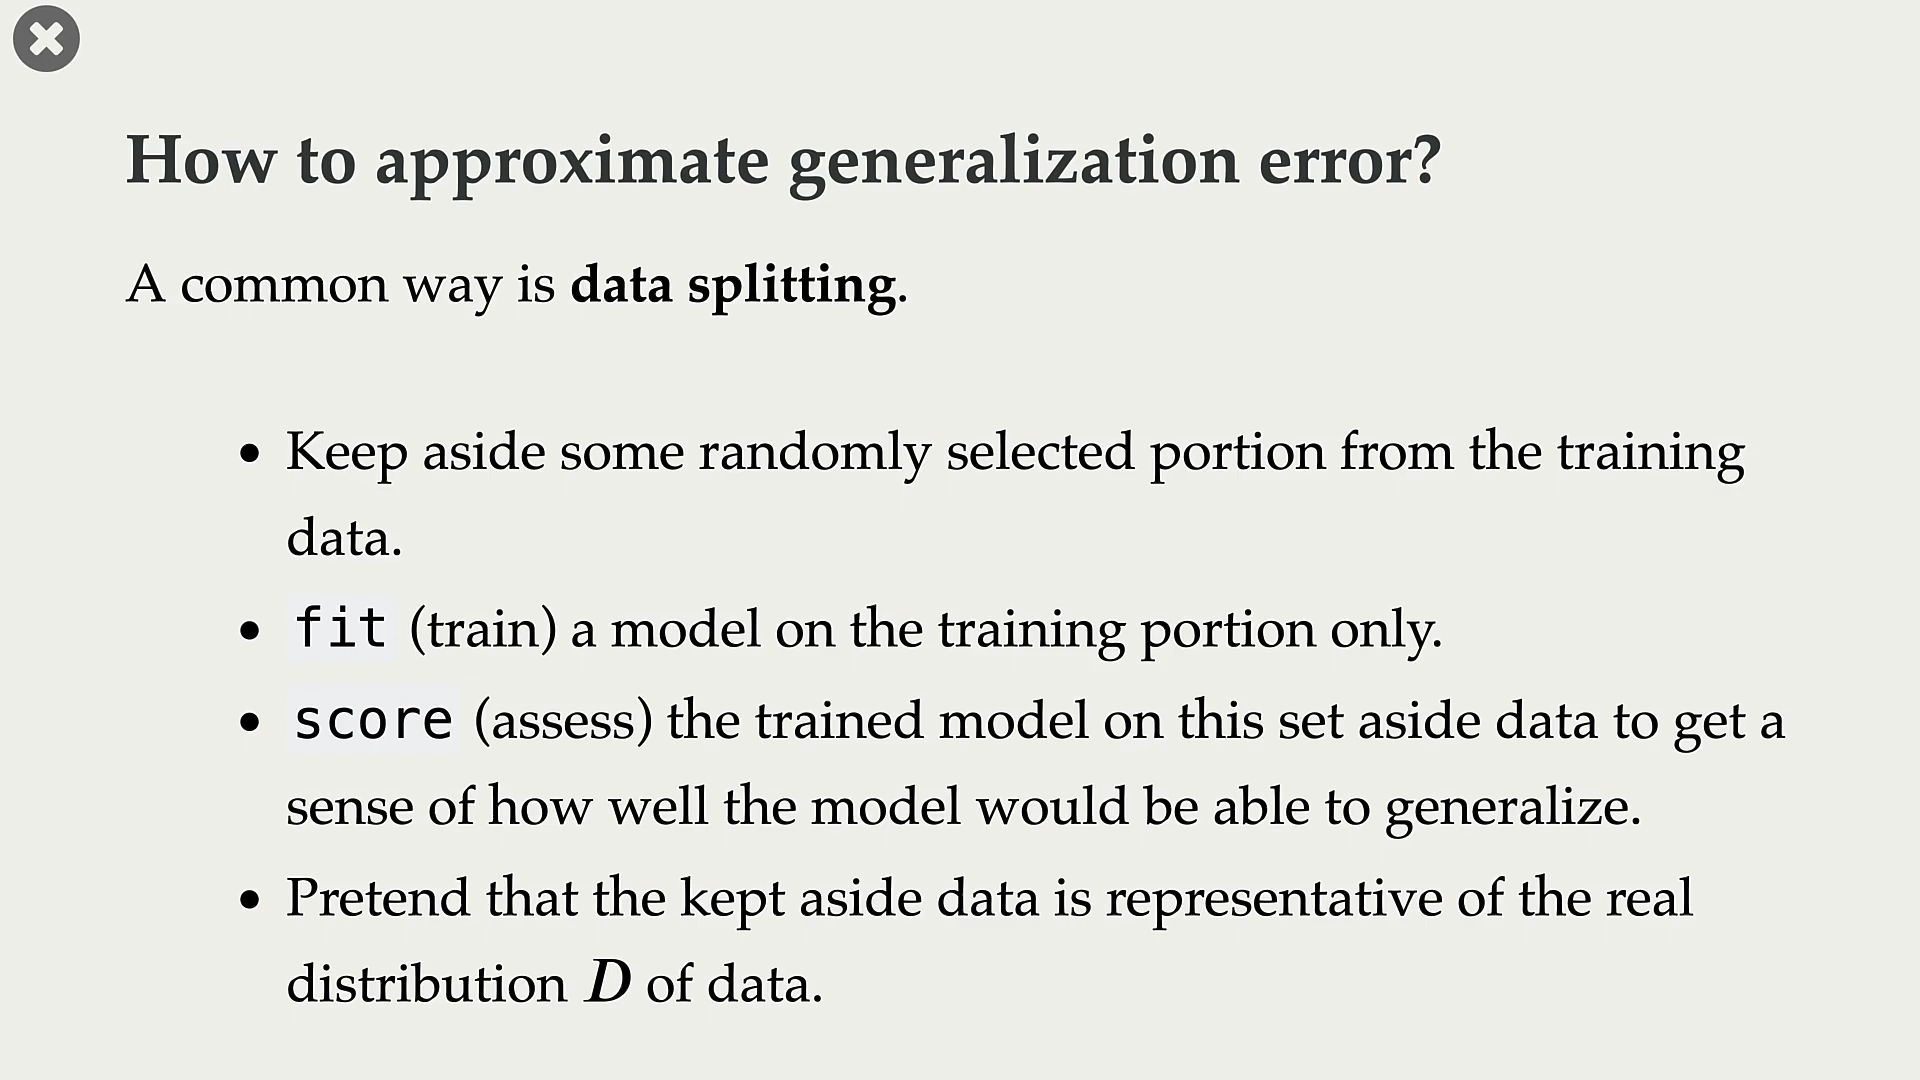 How to approximate generalization error?
A common way is data splitting.
• Keep aside some randomly selected portion from the training
data.
• fit (train) a model on the training portion only.
• score (assess) the trained model on this set aside data to get a
sense of how well the model would be able to generalize.
• Pretend that the kept aside data is representative of the real
distribution D of data.